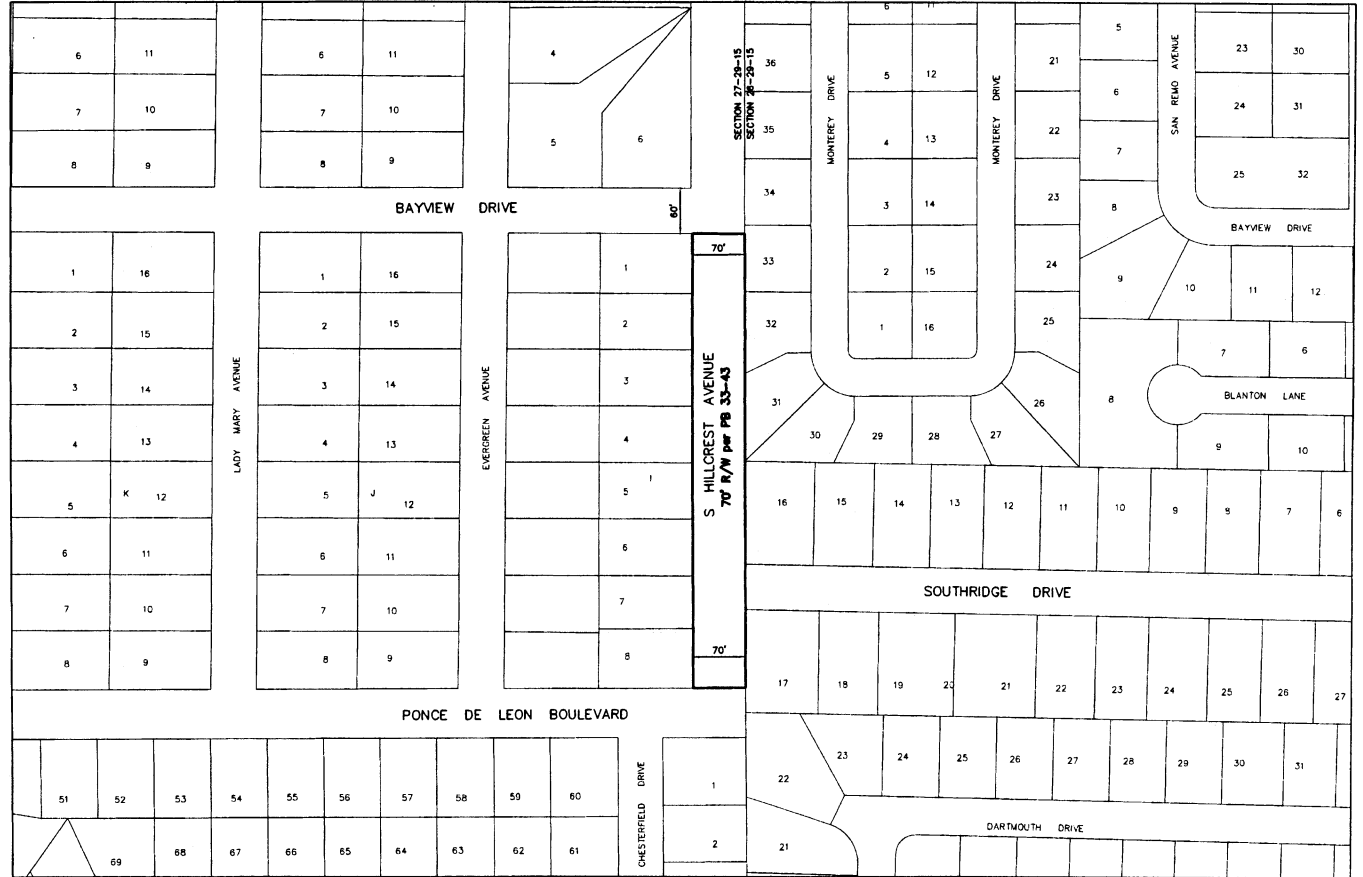 6 11
7 10
8 9
6 11
7 10
8 9
4
5
6
BAYVIEW DRIVE
60'
SECTION 27-29-15
SECTION 26-29-15
36
35
34
33
32
31
30
29
28
27
26
MONTEREY DRIVE
6 11
5 12
4 13
3 14
2 15
1 16
MONTEREY DRIVE
21
22
23
24
25
5
6
7
8
9
SAN REMO AVENUE
23 30
24 31
25 32
BAYVIEW DRIVE
10 11 12
7 6
8
BLANTON LANE
9 10
1 16
2 15
3 14
4 13
5 K 12
6 11
7 10
8 9
LADY MARY AVENUE
1 16
2 15
3 14
4 13
5 J 12
6 11
7 10
8 9
EVERGREEN AVENUE
1
2
3
4
5 I
6
7
8
70'
S HILLCREST AVENUE
70' R/W per PB 33-43
70'
16 15 14 13 12 11 10 9 8 7 6
SOUTHRIDGE DRIVE
17 18 19 20 21 22 23 24 25 26 27
PONCE DE LEON BOULEVARD
51 52 53 54 55 56 57 58 59 60
69 68 67 66 65 64 63 62 61
CHESTERFIELD DRIVE
1
2
22 23 24 25 26 27 28 29 30 31
21
DARTMOUTH DRIVE